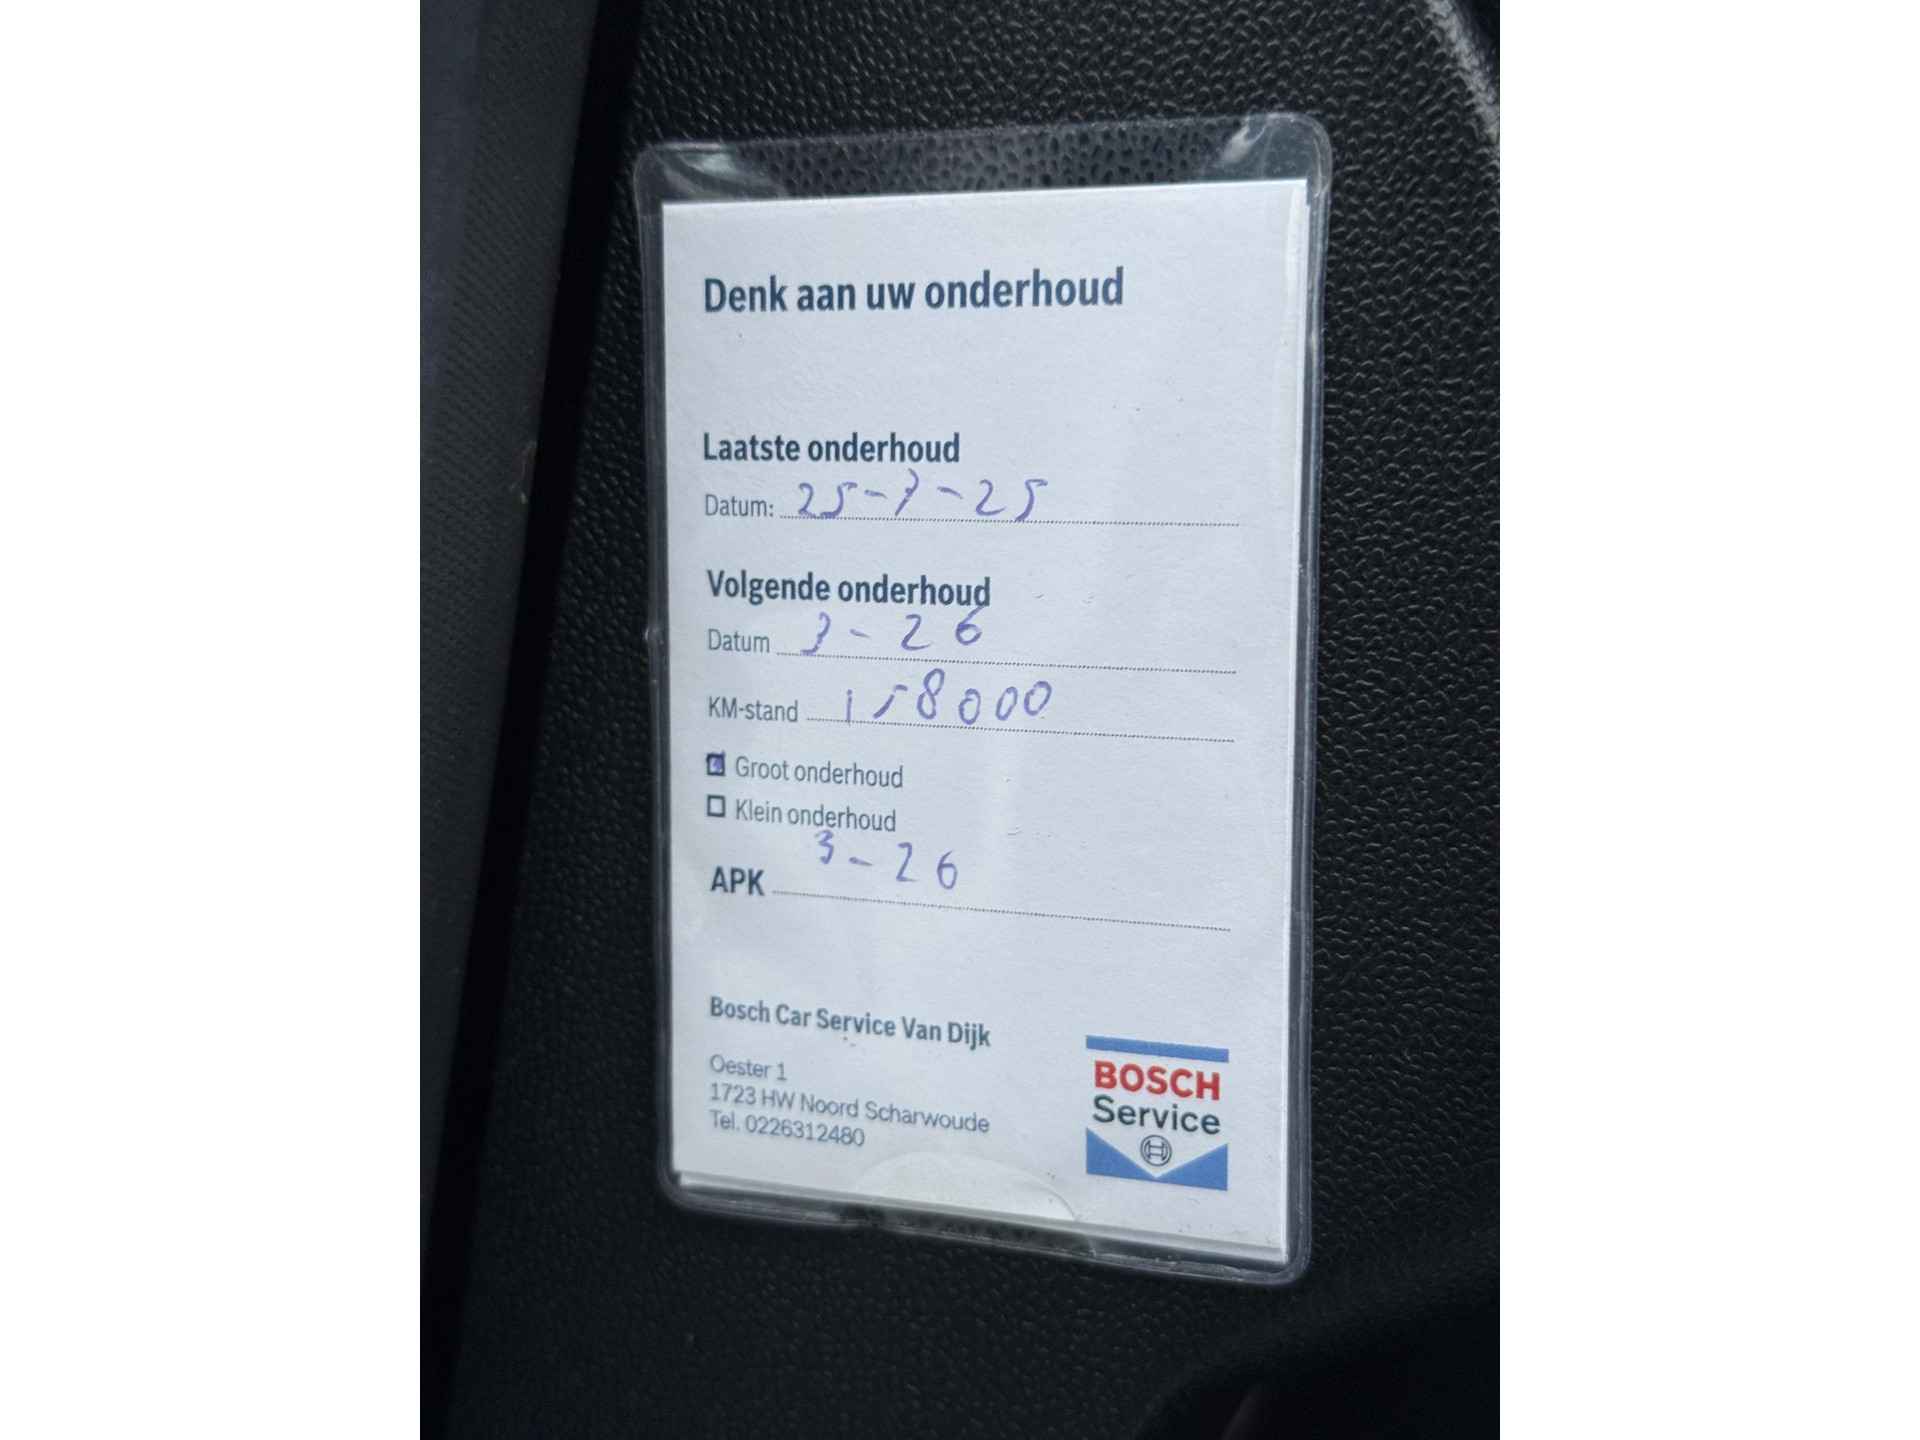 Denk aan uw onderhoud
Laatste onderhoud
Datum: 25-7-25
Volgende onderhoud
Datum 3-26
KM-stand 158000
Groot onderhoud
Klein onderhoud
APK 3-26
Bosch Car Service Van Dijk
Oester 1
1723 HW Noord Scharwoude
Tel. 0226312480
BOSCH
Service